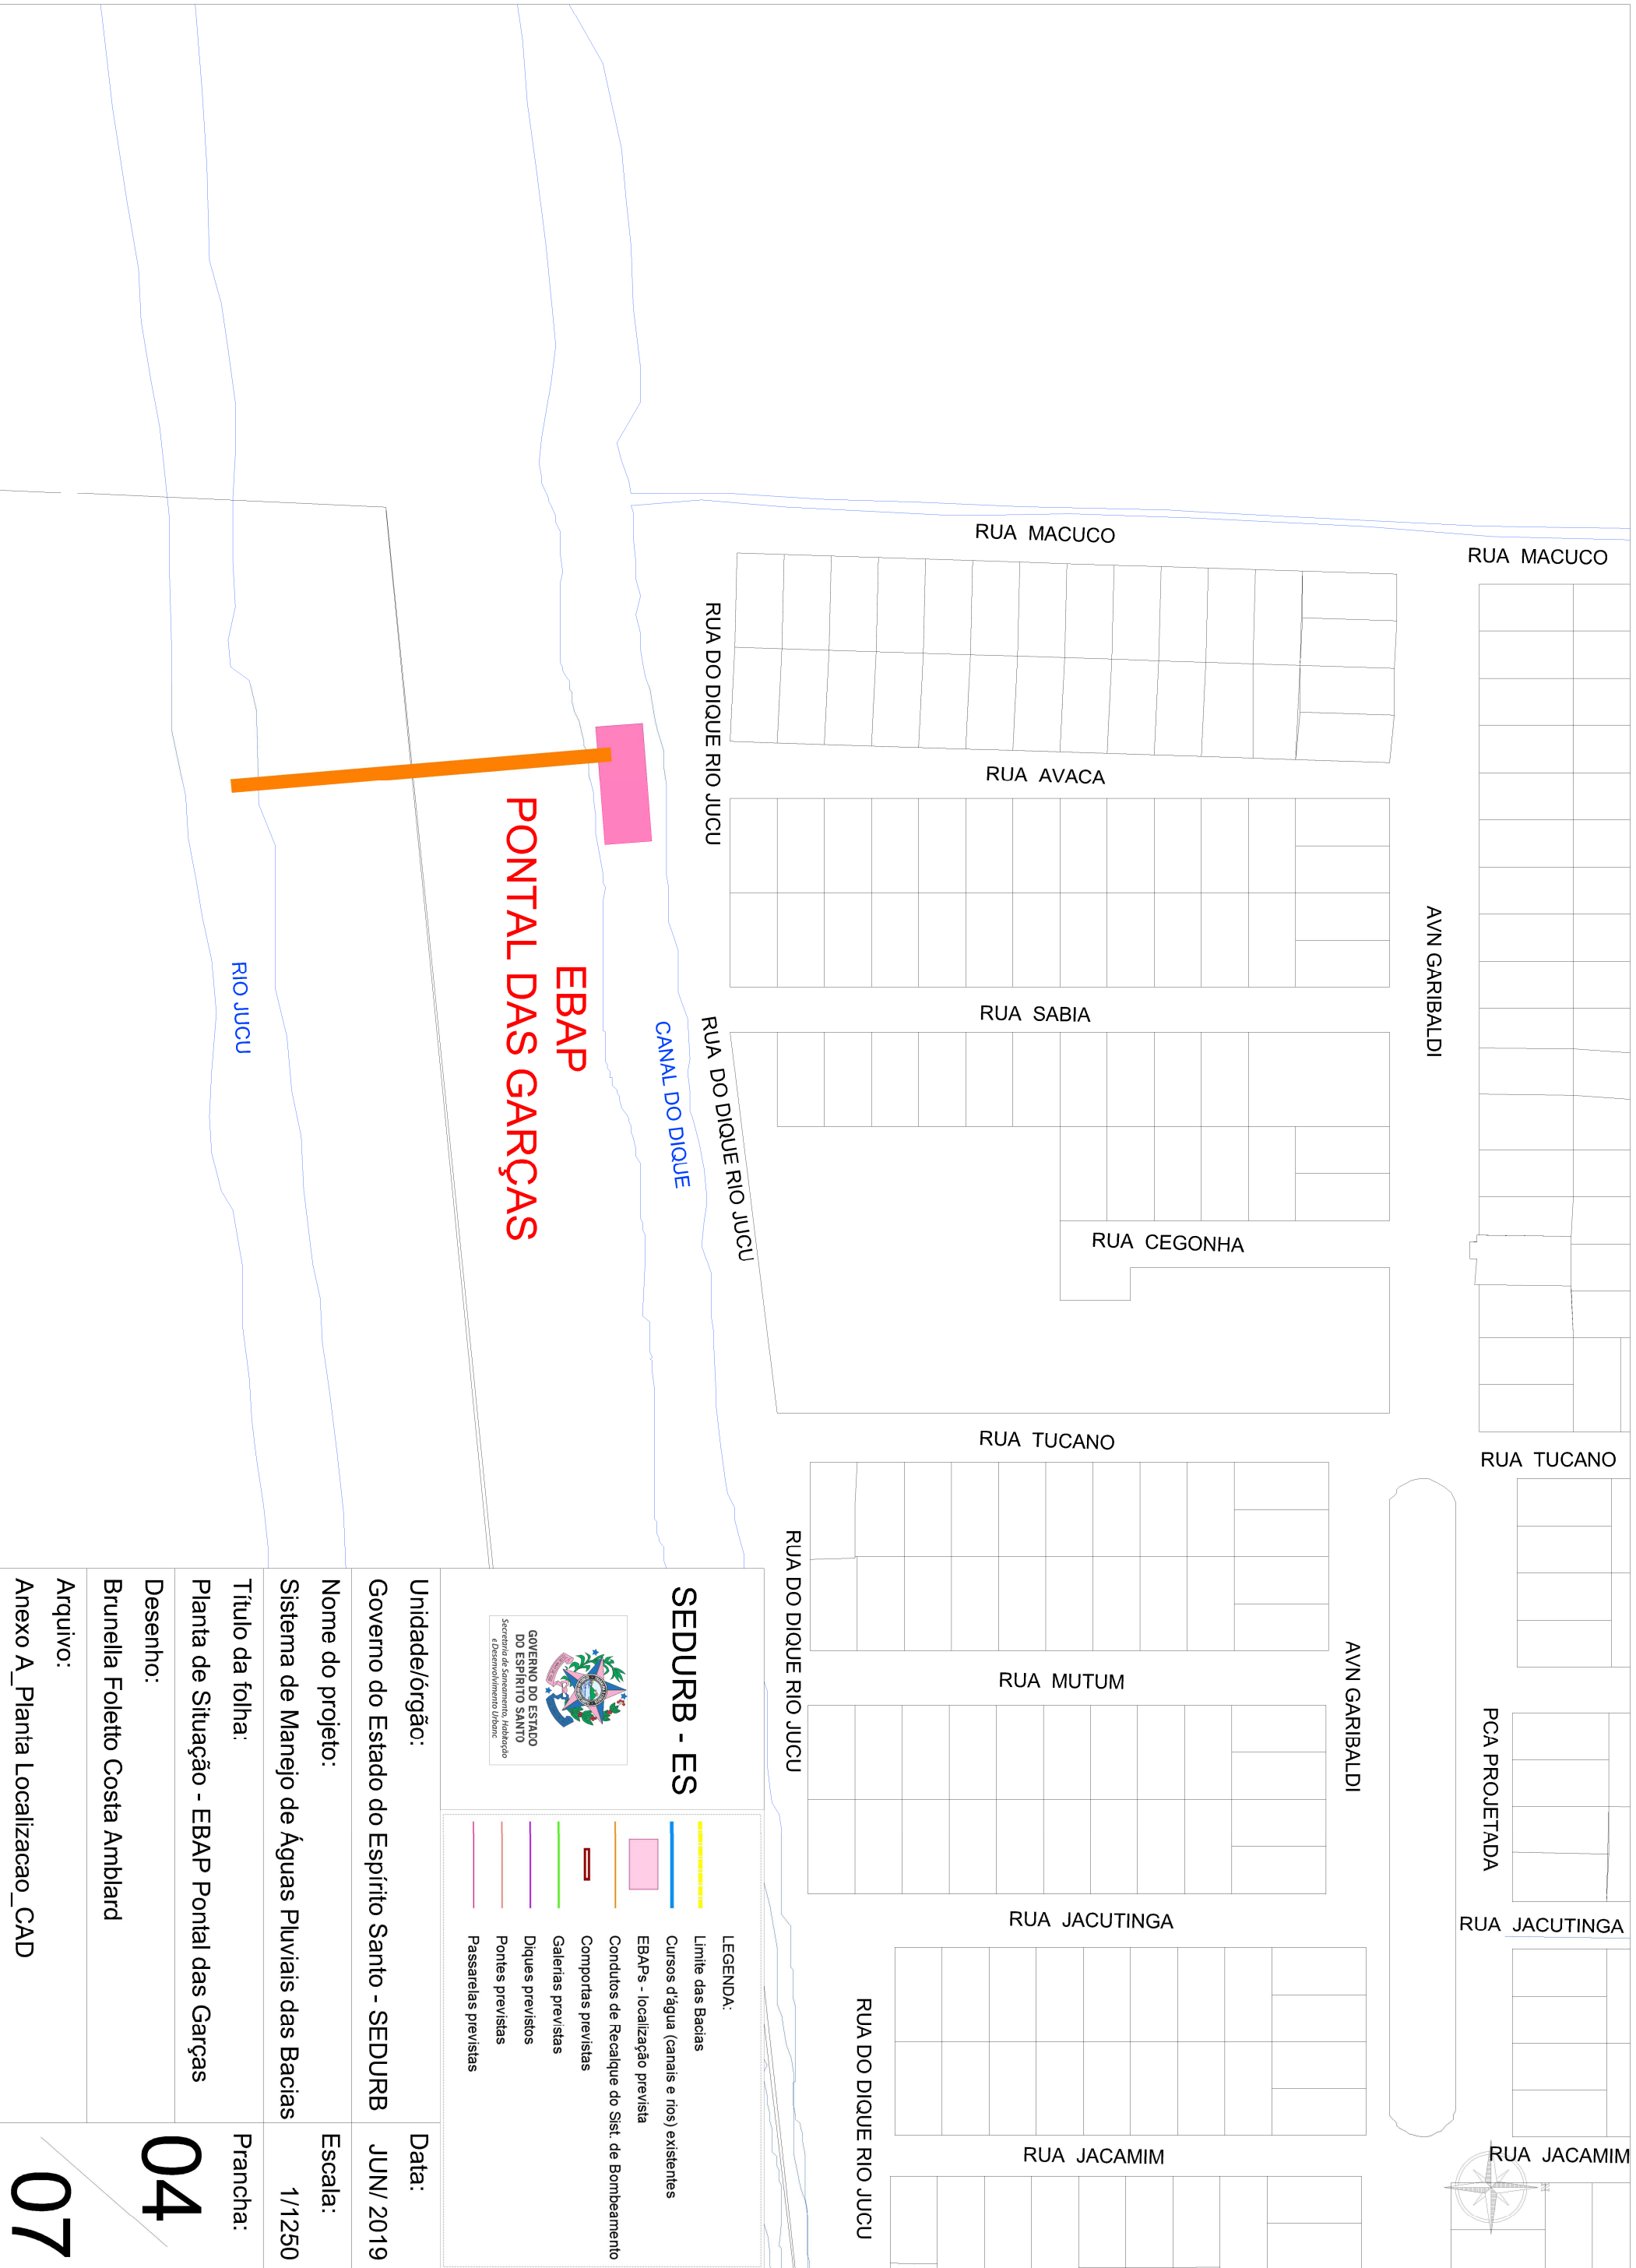 RUA MACUCO
RUA MACUCO
RUA DO DIQUE RIO JUCU
RUA AVACA
AVN GARIBALDI
RUA SABIA
EBAP
PONTAL DAS GARÇAS
RIO JUCU
CANAL DO DIQUE
RUA DO DIQUE RIO JUCU
RUA CEGONHA
RUA TUCANO
RUA TUCANO
RUA DO DIQUE RIO JUCU
RUA MUTUM
AVN GARIBALDI
PCA PROJETADA
RUA JACUTINGA
RUA JACUTINGA
RUA DO DIQUE RIO JUCU
RUA JACAMIM
RUA JACAMIM
SEDURB - ES
GOVERNO DO ESTADO
DO ESPÍRITO SANTO
Secretaria de Saneamento, Habitação
e Desenvolvimento Urbano
LEGENDA:
Limite das Bacias
Cursos d'água (canais e rios) existentes
EBAPs - localização prevista
Condutos de Recalque do Sist. de Bombeamento
Comportas previstas
Galerias previstas
Diques previstos
Pontes previstas
Passarelas previstas
Unidade/órgão:
Governo do Estado do Espírito Santo - SEDURB
Data:
JUN/ 2019
Nome do projeto:
Sistema de Manejo de Águas Pluviais das Bacias
Escala:
1/1250
Título da folha:
Planta de Situação - EBAP Pontal das Garças
Prancha:
04
07
Desenho:
Brunella Foletto Costa Amblard
Arquivo:
Anexo A_Planta Localizacao_CAD